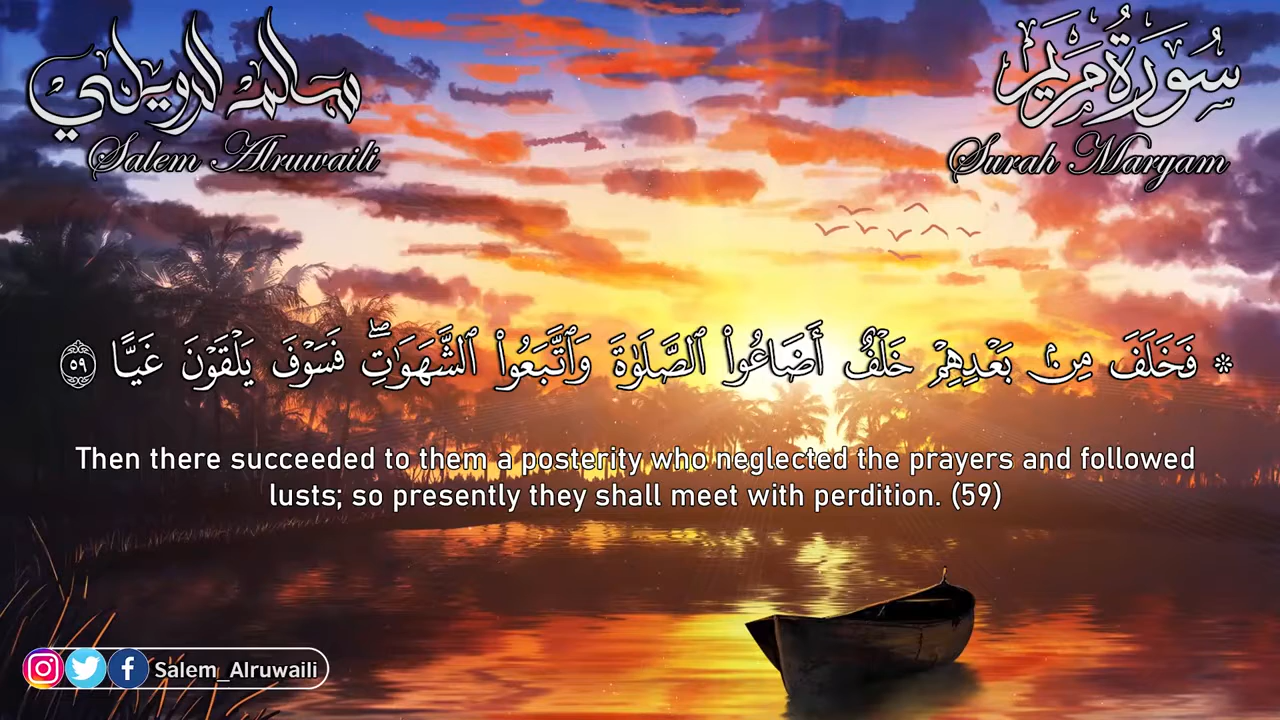 سالم الرويلي
سورة مريم
Salem Alruwaili
Surah Maryam
۞ فَخَلَفَ مِنۢ بَعْدِهِمْ خَلْفٌ أَضَاعُوا۟ ٱلصَّلَوٰةَ وَٱتَّبَعُوا۟ ٱلشَّهَوَٰتِ ۖ فَسَوْفَ يَلْقَوْنَ غَيًّا ٥٩
Then there succeeded to them a posterity who neglected the prayers and followed
lusts; so presently they shall meet with perdition. (59)
Salem_Alruwaili